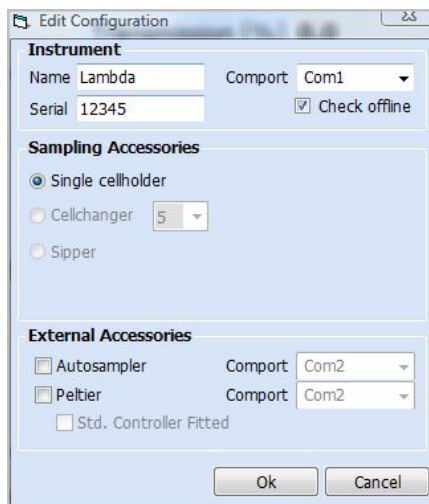 Edit Configuration
Instrument
Name Lambda Comport Com1
Serial 12345 Check offline
Sampling Accessories
Single cellholder
Cellchanger 5
Sipper
External Accessories
Autosampler Comport Com2
Peltier Comport Com2
Std. Controller Fitted
Ok Cancel